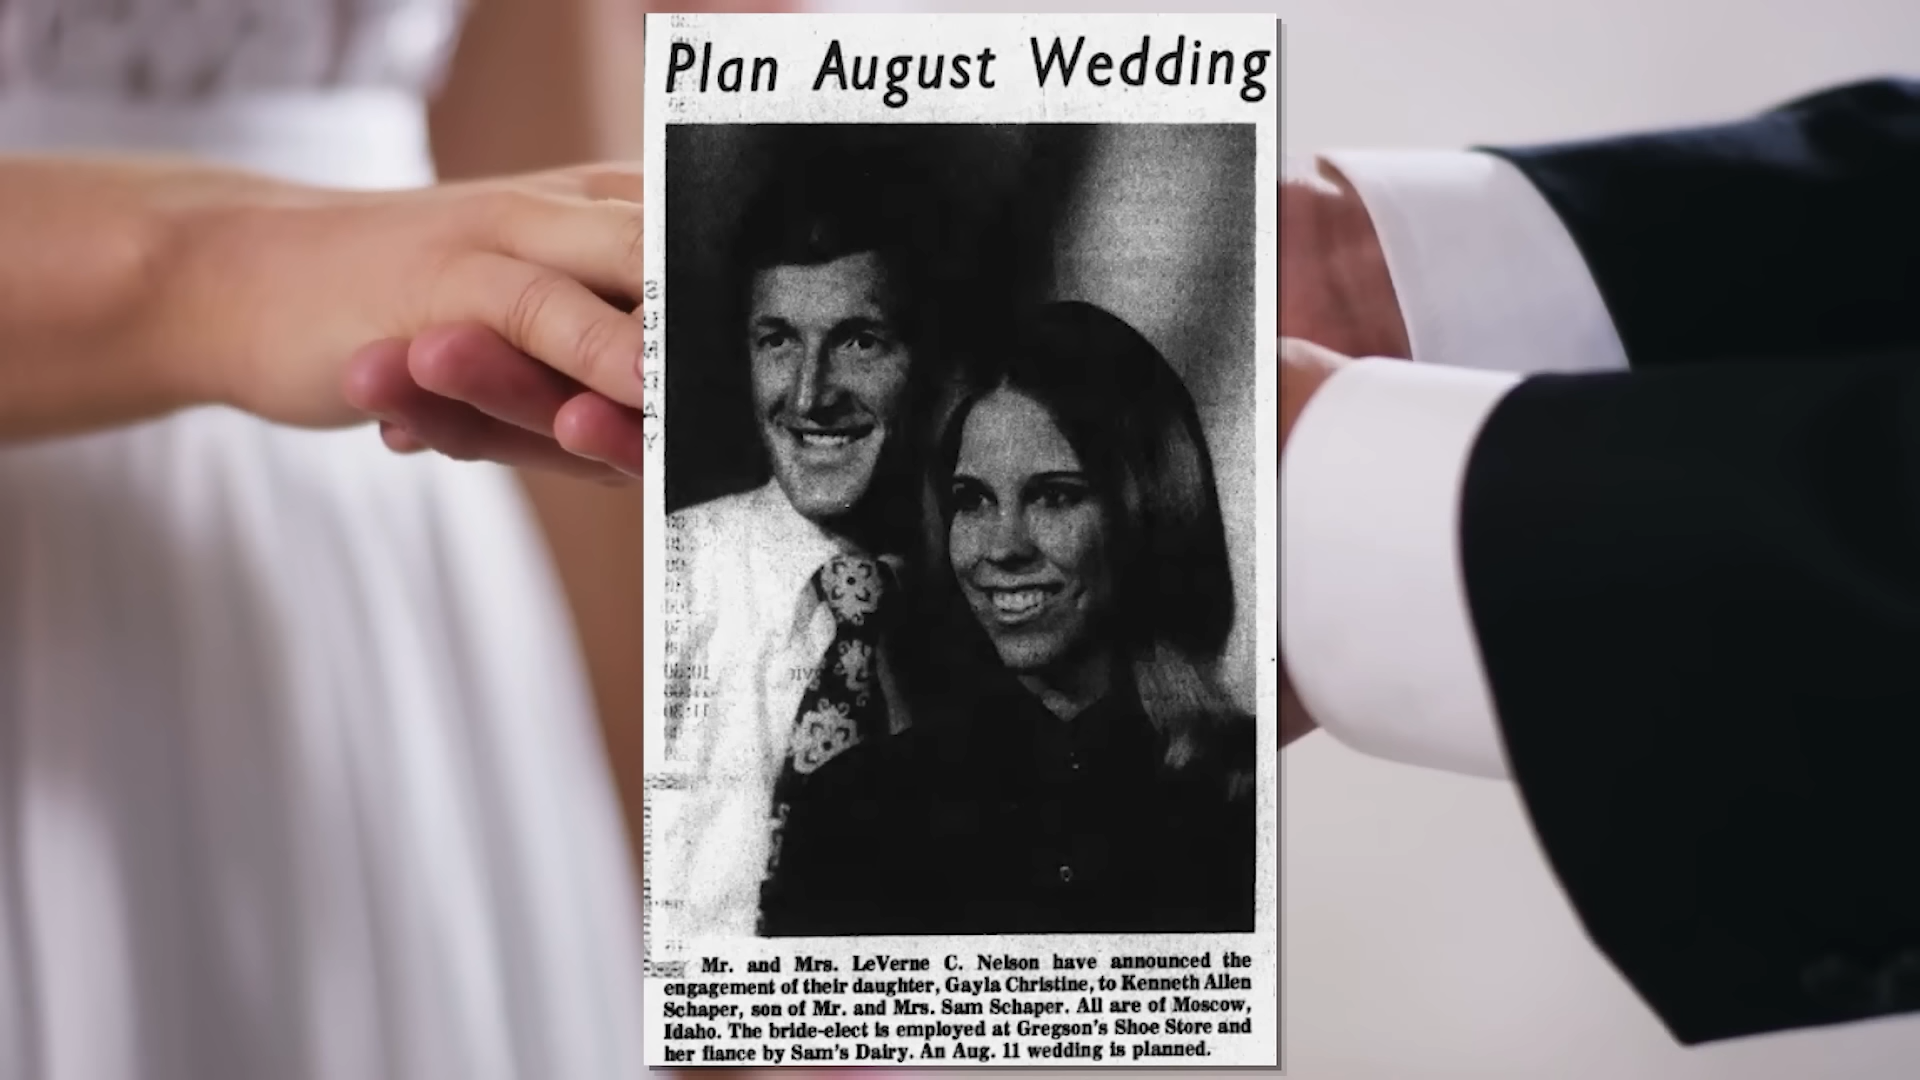 Plan August Wedding
Mr. and Mrs. LeVerne C. Nelson have announced the
engagement of their daughter, Gayla Christine, to Kenneth Allen
Schaper, son of Mr. and Mrs. Sam Schaper. All are of Moscow,
Idaho. The bride-elect is employed at Gregson's Shoe Store and
her fiance by Sam's Dairy. An Aug. 11 wedding is planned.